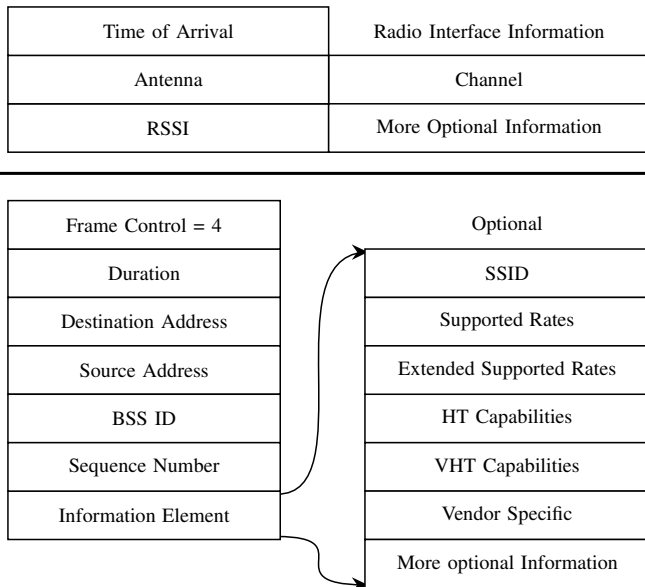 Time of Arrival
Radio Interface Information
Antenna
Channel
RSSI
More Optional Information
Frame Control = 4
Duration
Destination Address
Source Address
BSS ID
Sequence Number
Information Element
Optional
SSID
Supported Rates
Extended Supported Rates
HT Capabilities
VHT Capabilities
Vendor Specific
More optional Information